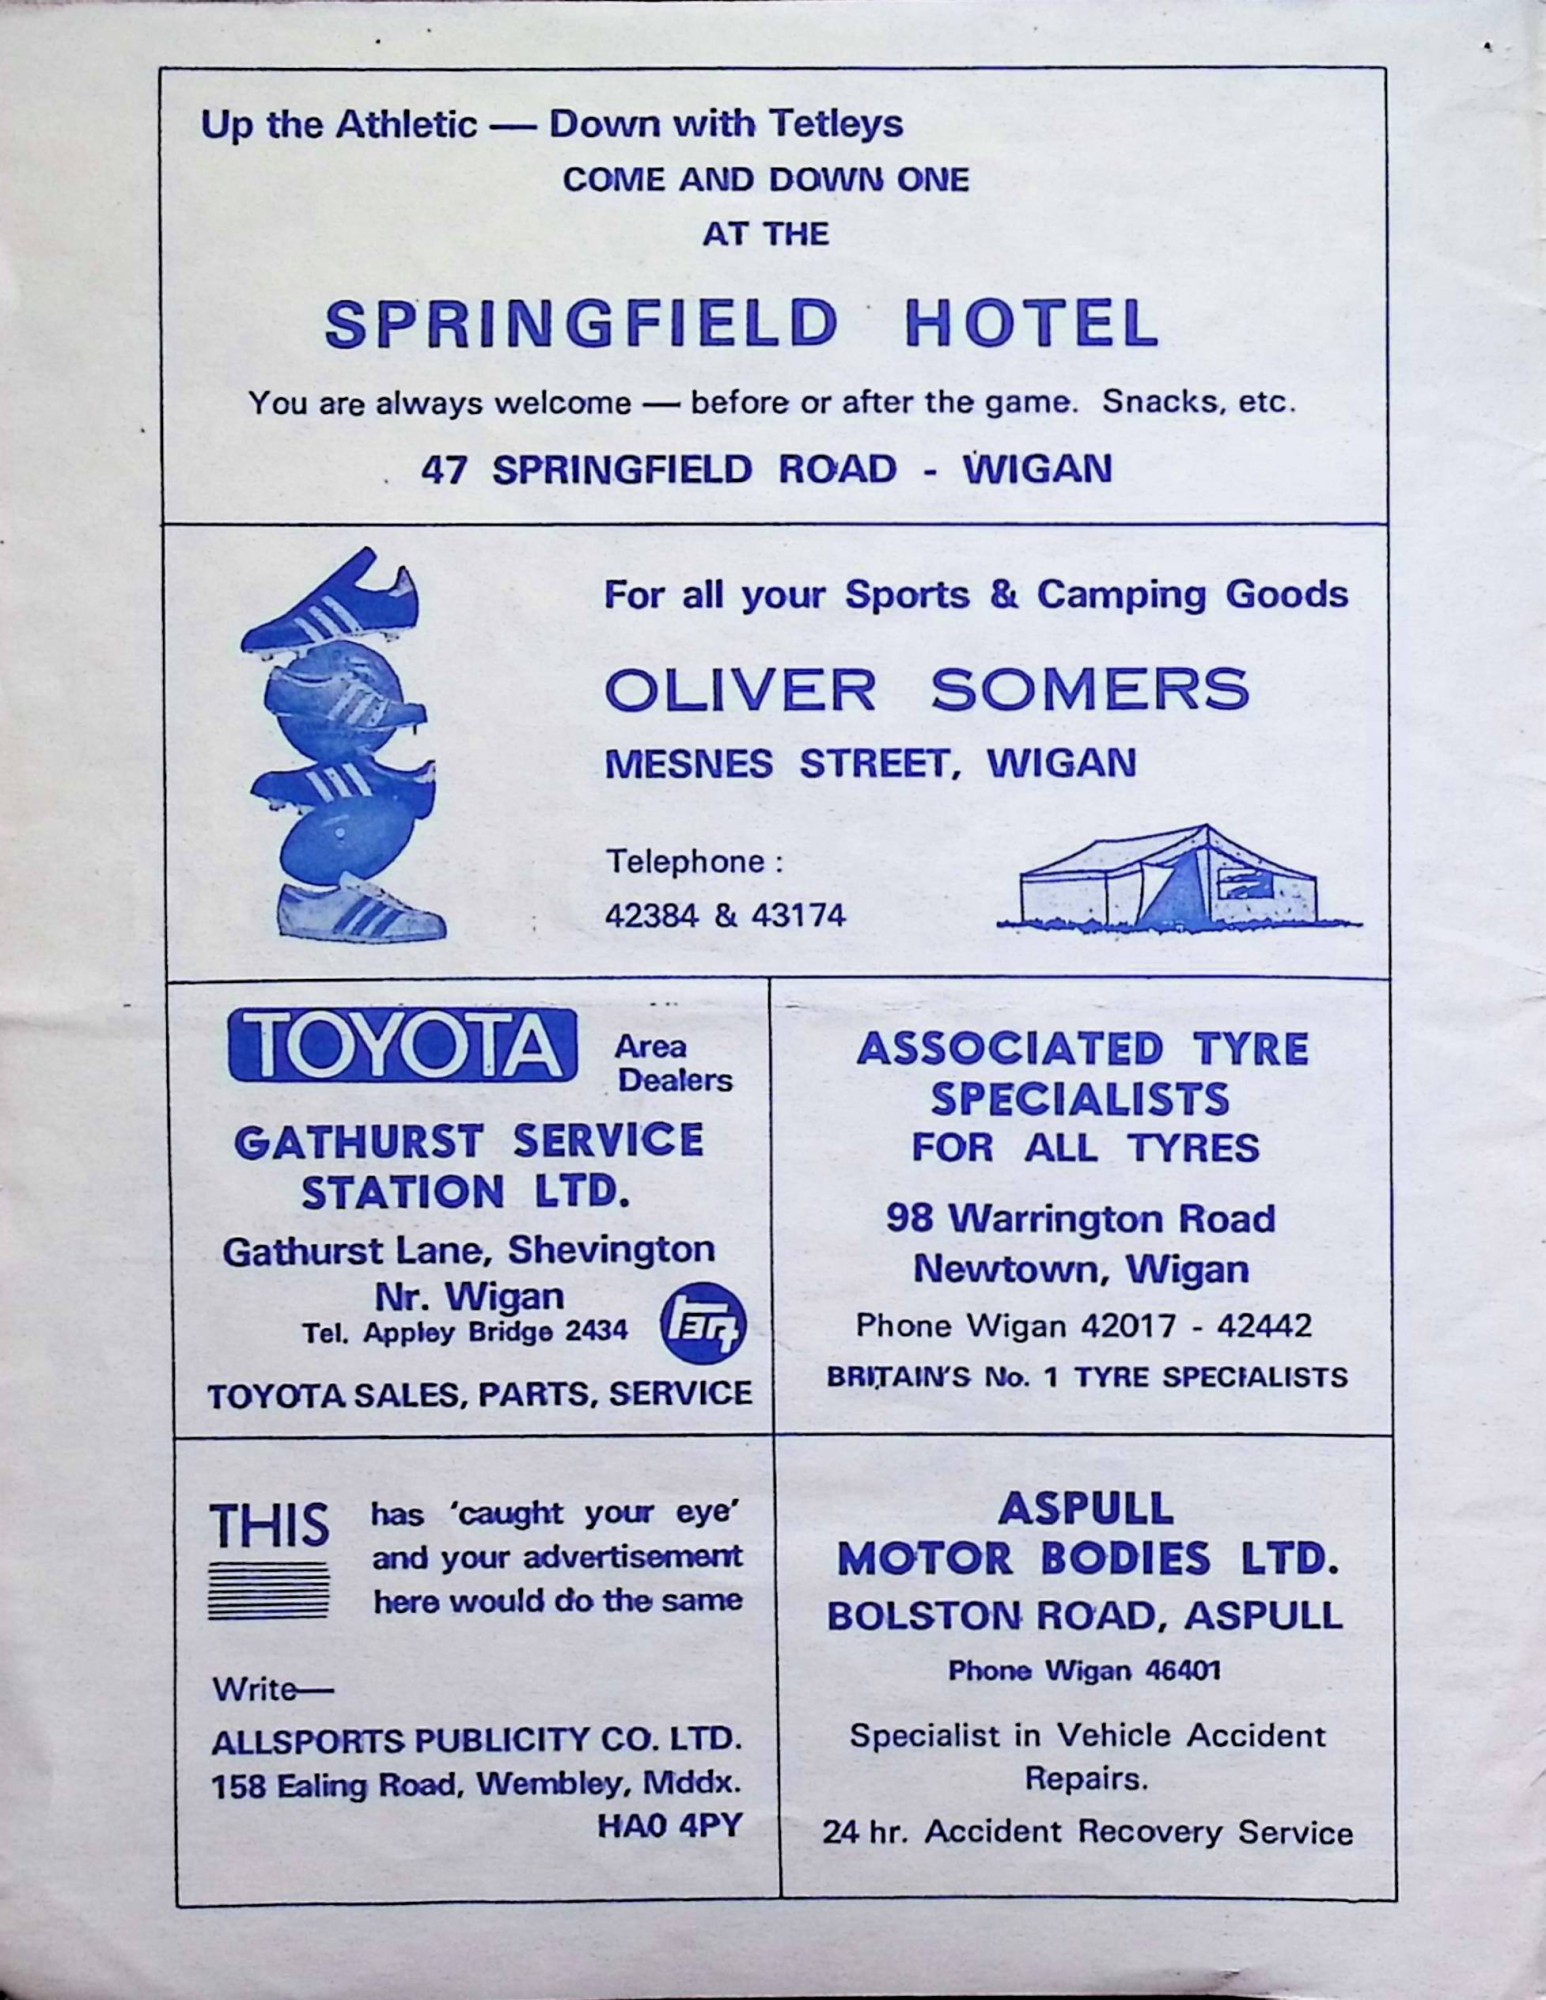 Up the Athletic — Down with Tetleys
COME AND DOWN ONE
AT THE
SPRINGFIELD HOTEL
You are always welcome — before or after the game. Snacks, etc.
47 SPRINGFIELD ROAD - WIGAN
For all your Sports & Camping Goods
OLIVER SOMERS
MESNES STREET, WIGAN
Telephone :
42384 & 43174
TOYOTA
Area
Dealers
GATHURST SERVICE
STATION LTD.
Gathurst Lane, Shevington
Nr. Wigan
Tel. Appley Bridge 2434
TOYOTA SALES, PARTS, SERVICE
ASSOCIATED TYRE
SPECIALISTS
FOR ALL TYRES
98 Warrington Road
Newtown, Wigan
Phone Wigan 42017 - 42442
BRITAIN'S No. 1 TYRE SPECIALISTS
THIS
has 'caught your eye'
and your advertisement
here would do the same
Write—
ALLSPORTS PUBLICITY CO. LTD.
158 Ealing Road, Wembley, Mddx.
HA0 4PY
ASPULL
MOTOR BODIES LTD.
BOLSTON ROAD, ASPULL
Phone Wigan 46401
Specialist in Vehicle Accident
Repairs.
24 hr. Accident Recovery Service